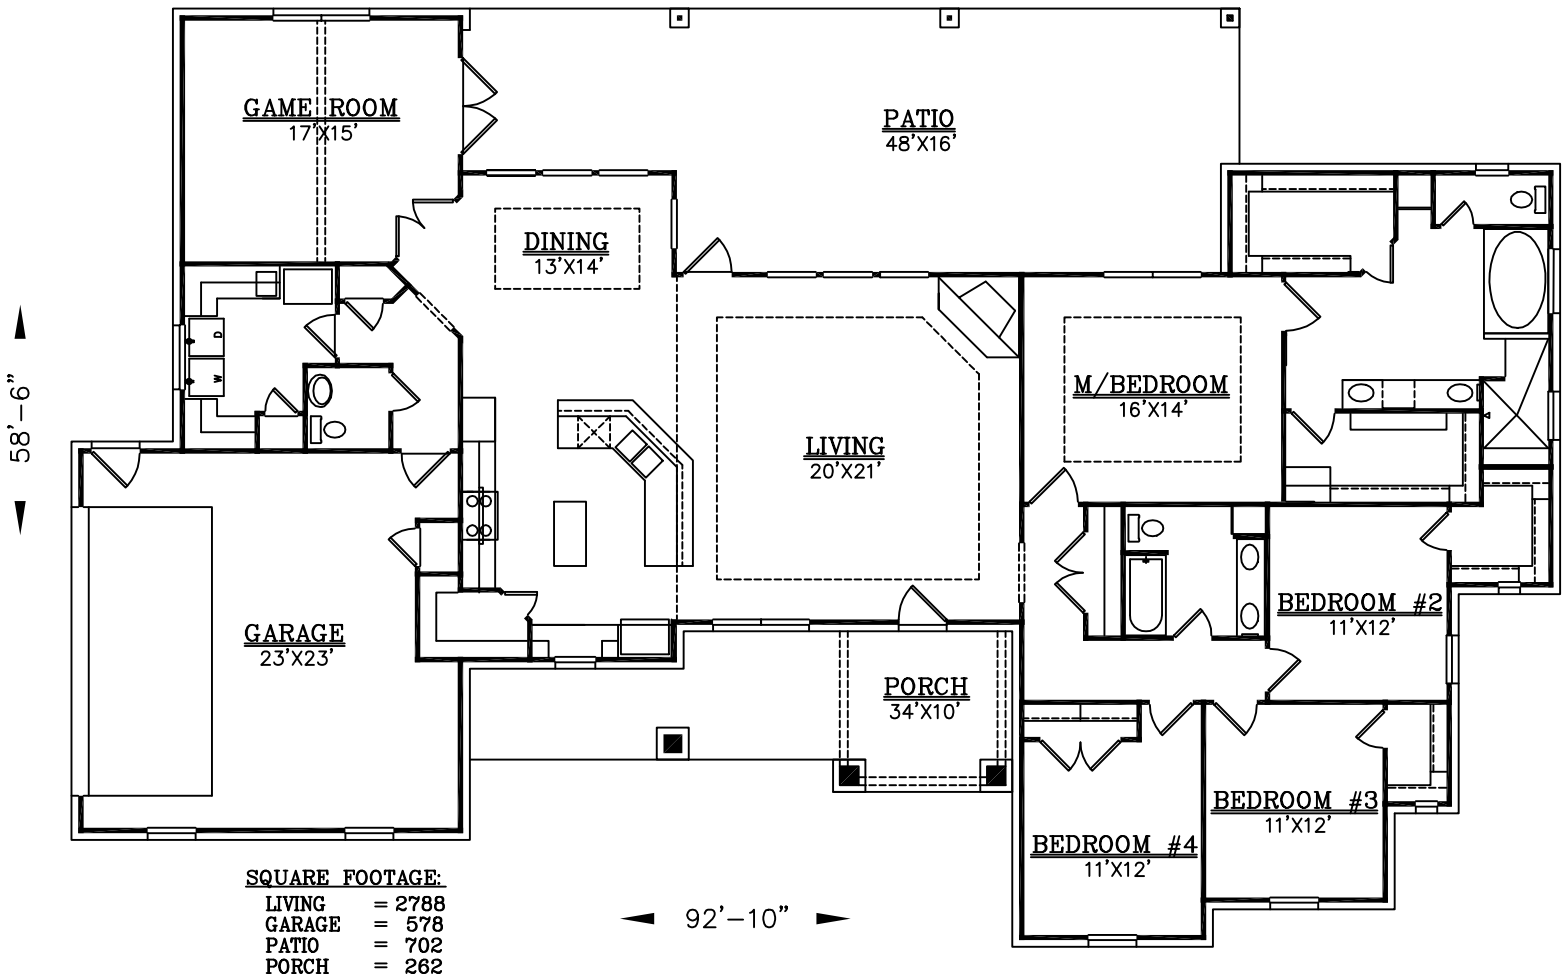 GAME ROOM
17'X15'
PATIO
48'X16'
DINING
13'X14'
D
W
M/BEDROOM
16'X14'
LIVING
20'X21'
58'-6"
BEDROOM #2
11'X12'
GARAGE
23'X23'
PORCH
34'X10'
BEDROOM #3
11'X12'
BEDROOM #4
11'X12'
SQUARE FOOTAGE:
LIVING = 2788
GARAGE = 578
PATIO = 702
PORCH = 262
92'-10"